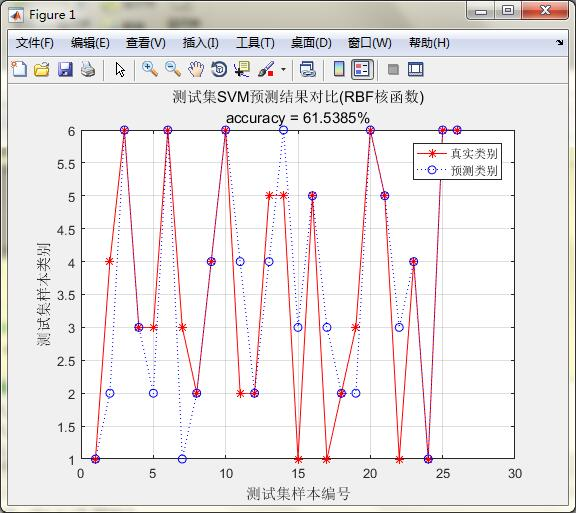 Figure 1
文件(F) 编辑(E) 查看(V) 插入(I) 工具(T) 桌面(D) 窗口(W) 帮助(H)
测试集SVM预测结果对比(RBF核函数)
accuracy = 61.5385%
真实类别
预测类别
6
5.5
5
4.5
4
3.5
3
2.5
2
1.5
1
测试集样本类别
0 5 10 15 20 25 30
测试集样本编号